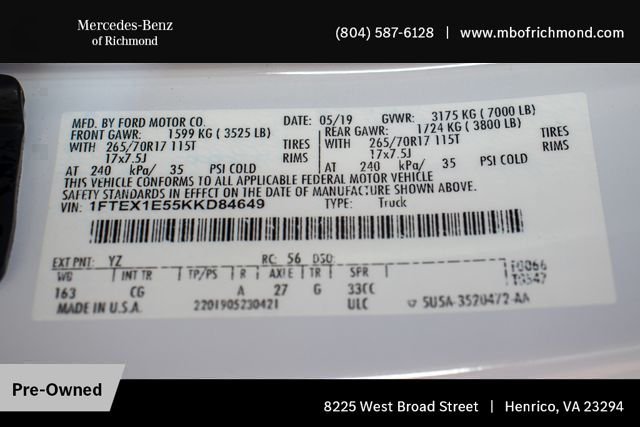 Mercedes-Benz
of Richmond
(804) 587-6128 | www.mbofrichmond.com
MFD. BY FORD MOTOR CO. DATE: 05/19 GVWR: 3175 KG ( 7000 LB)
FRONT GAWR: 1599 KG ( 3525 LB) REAR GAWR: 1724 KG ( 3800 LB)
WITH 265/70R17 115T TIRES WITH 265/70R17 115T TIRES
17x7.5J RIMS 17x7.5J RIMS
AT 240 kPa/ 35 PSI COLD AT 240 kPa/ 35 PSI COLD
THIS VEHICLE CONFORMS TO ALL APPLICABLE FEDERAL MOTOR VEHICLE
SAFETY STANDARDS IN EFFECT ON THE DATE OF MANUFACTURE SHOWN ABOVE.
VIN: 1FTEX1E55KKD84649 TYPE: Truck
EXT PNT: YZ RC: 56 DSO:
WB INT TR TP/PS R AXLE TR SPR
163 CG A 27 G 33CC
MADE IN U.S.A. 2201905230421 ULC
Pre-Owned
8225 West Broad Street | Henrico, VA 23294